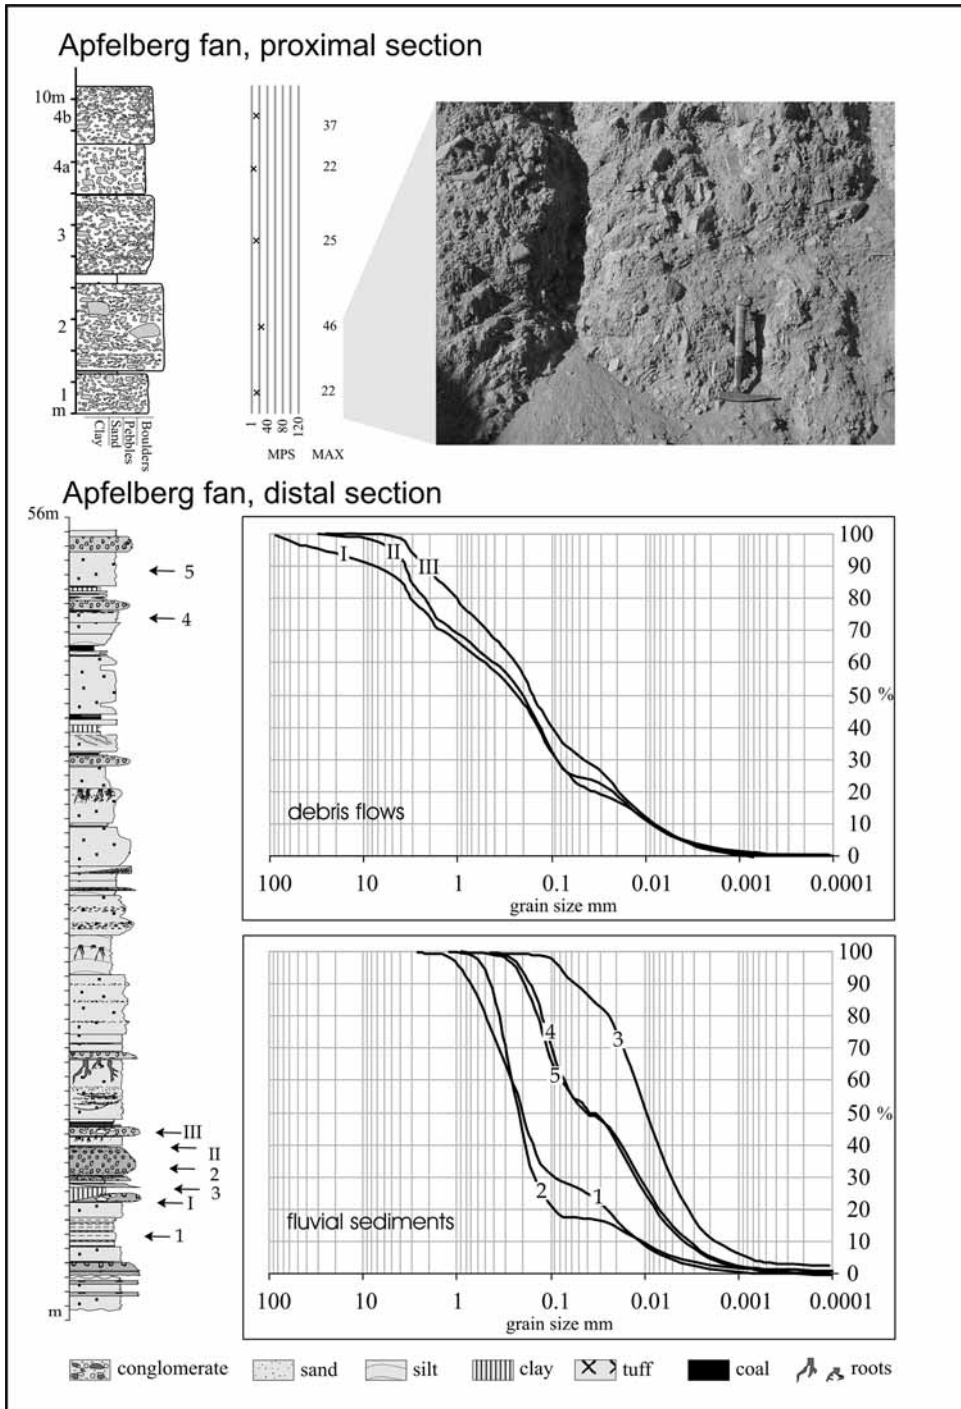 Apfelberg fan, proximal section
10m
4b
4a
3
2
1
m
Clay
Sand
Pebbles
Boulders
1
40
80
120
MPS
MAX
37
22
25
46
22
Apfelberg fan, distal section
56m
5
4
III
II
2
3
I
1
m
I
II
III
100
90
80
70
60
50 %
40
30
20
10
0
debris flows
100 10 1 0.1 0.01 0.001 0.0001
grain size mm
100
90
80
70
60
50 %
40
30
20
10
0
4
5
3
2
1
fluvial sediments
100 10 1 0.1 0.01 0.001 0.0001
grain size mm
conglomerate sand silt clay tuff coal roots